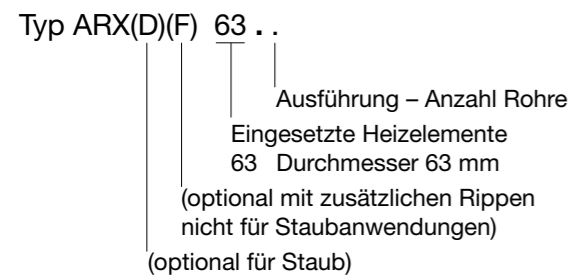 Typ ARX(D)(F) 63 . .
Ausführung – Anzahl Rohre
Eingesetzte Heizelemente
63 Durchmesser 63 mm
(optional mit zusätzlichen Rippen
nicht für Staubanwendungen)
(optional für Staub)